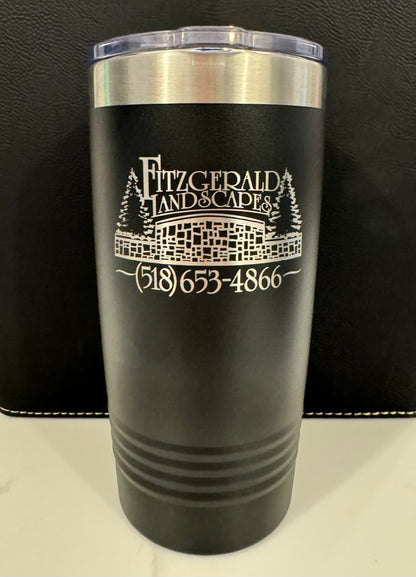 FITZGERALD
LANDSCAPES
~(518) 653-4866~